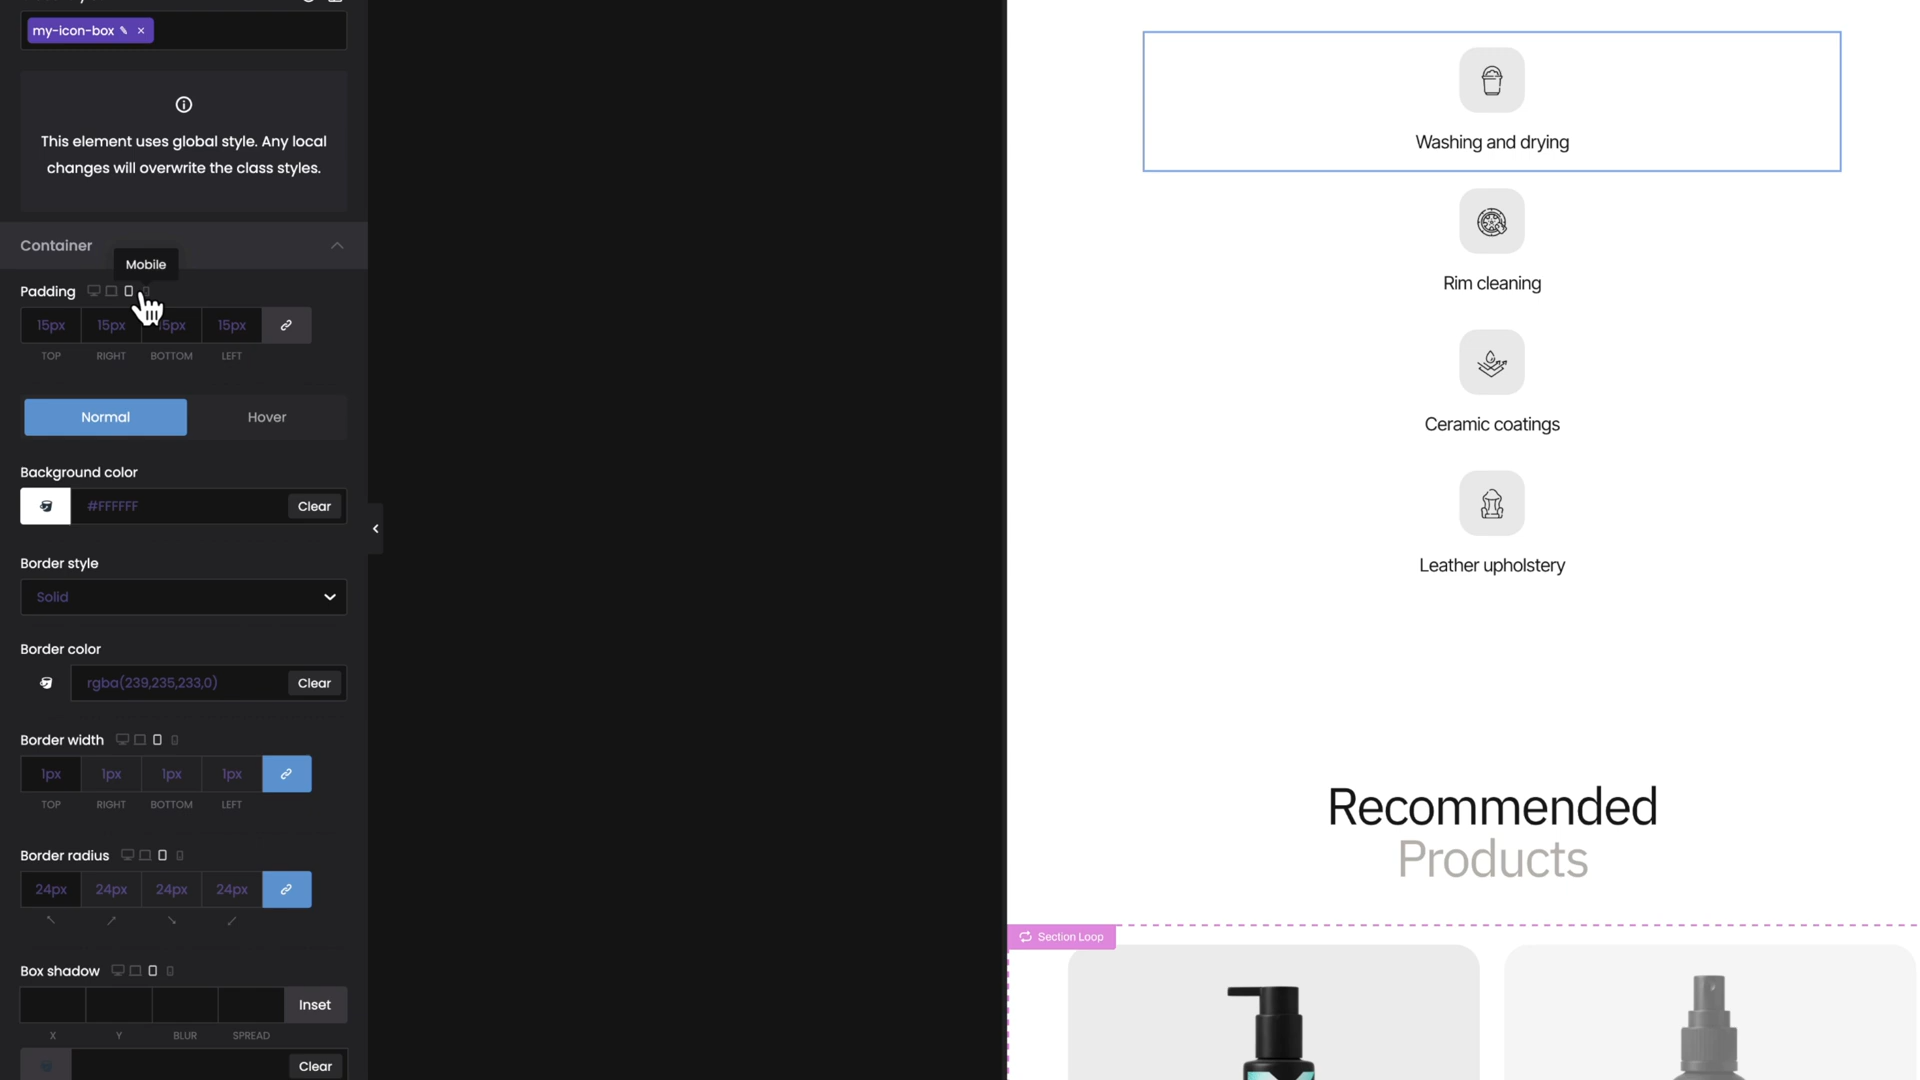 my-icon-box
This element uses global style. Any local
changes will overwrite the class styles.
Container
Mobile
Padding
15px 15px 15px 15px
TOP RIGHT BOTTOM LEFT
Normal Hover
Background color
#FFFFFF Clear
Border style
Solid
Border color
rgba(239,235,233,0) Clear
Border width
1px 1px 1px 1px
TOP RIGHT BOTTOM LEFT
Border radius
24px 24px 24px 24px
Box shadow
Inset
X Y BLUR SPREAD
Clear
Washing and drying
Rim cleaning
Ceramic coatings
Leather upholstery
Recommended
Products
Section Loop